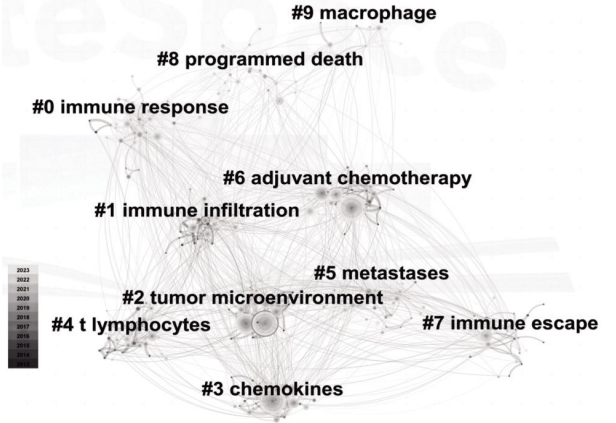 #9 macrophage
#8 programmed death
#0 immune response
#6 adjuvant chemotherapy
#1 immune infiltration
#5 metastases
#2 tumor microenvironment
#4 t lymphocytes
#7 immune escape
#3 chemokines
2023
2022
2021
2020
2019
2018
2017
2016
2015